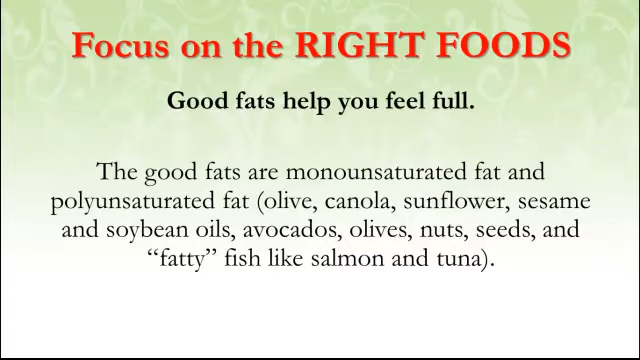 Focus on the RIGHT FOODS
Good fats help you feel full.
The good fats are monounsaturated fat and
polyunsaturated fat (olive, canola, sunflower, sesame
and soybean oils, avocados, olives, nuts, seeds, and
“fatty” fish like salmon and tuna).